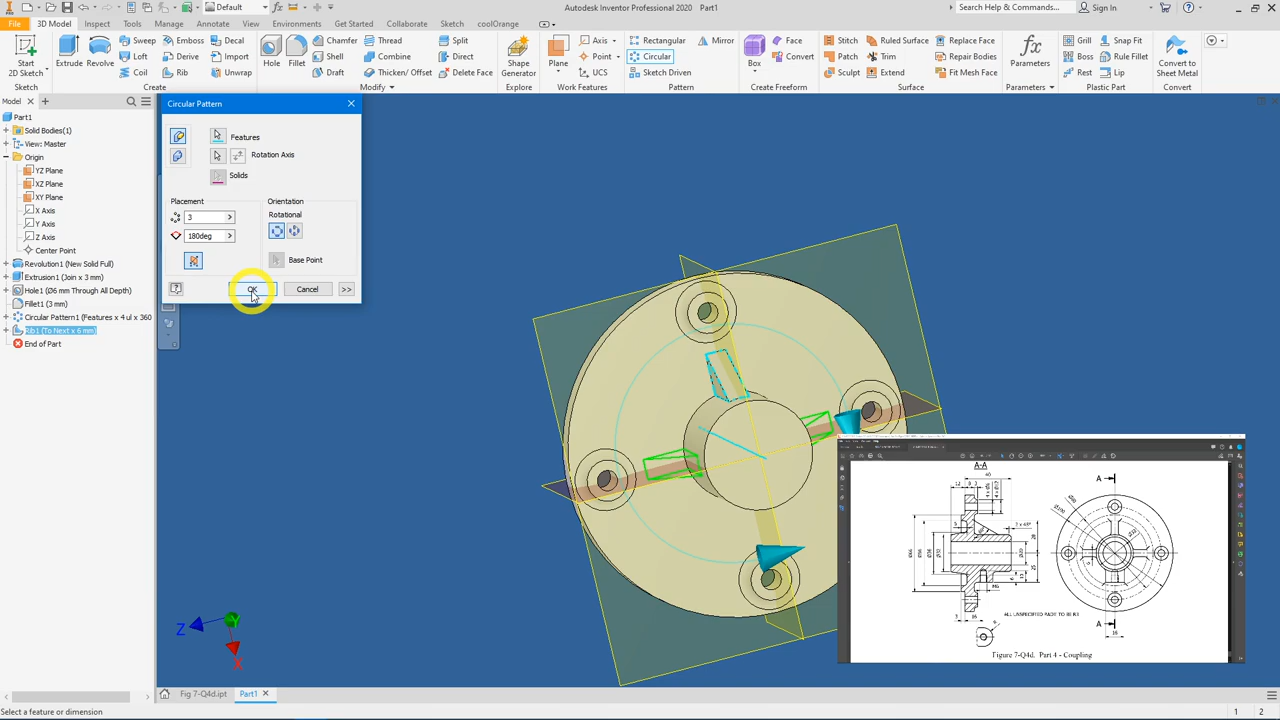 Default
Autodesk Inventor Professional 2020 Part1
Search Help & Commands...
Sign In
File
3D Model
Sketch
Inspect
Tools
Manage
Annotate
View
Environments
Get Started
Collaborate
coolOrange
Start
2D Sketch
Extrude
Revolve
Sweep
Loft
Coil
Emboss
Derive
Rib
Decal
Import
Unwrap
Create
Hole
Fillet
Chamfer
Shell
Draft
Thread
Combine
Thicken/ Offset
Split
Direct
Delete Face
Modify
Shape
Generator
Explore
Plane
Axis
Point
UCS
Work Features
Rectangular
Circular
Sketch Driven
Mirror
Pattern
Box
Face
Convert
Create Freeform
Stitch
Patch
Sculpt
Ruled Surface
Trim
Extend
Replace Face
Repair Bodies
Fit Mesh Face
Surface
Parameters
Parameters
Grill
Boss
Rest
Snap Fit
Rule Fillet
Lip
Plastic Part
Convert to
Sheet Metal
Convert
Model
Part1
Solid Bodies(1)
View: Master
Origin
YZ Plane
XZ Plane
XY Plane
X Axis
Y Axis
Z Axis
Center Point
Revolution1 (New Solid Full)
Extrusion1 (Join x 3 mm)
Hole1 (Ø6 mm Through All Depth)
Fillet1 (3 mm)
Circular Pattern1 (Features x 4 ul x 360
Rib1 (To Next x 6 mm)
End of Part
Circular Pattern
Features
Rotation Axis
Solids
Placement
3
180deg
Orientation
Rotational
Base Point
OK
Cancel
>>
Z
X
A-A
A
A
16
ALL UNSPECIFIED RADII TO BE R3
Figure 7-Q4d. Part 4 - Coupling
Fig 7-Q4d.ipt
Part1
Select a feature or dimension
1
2